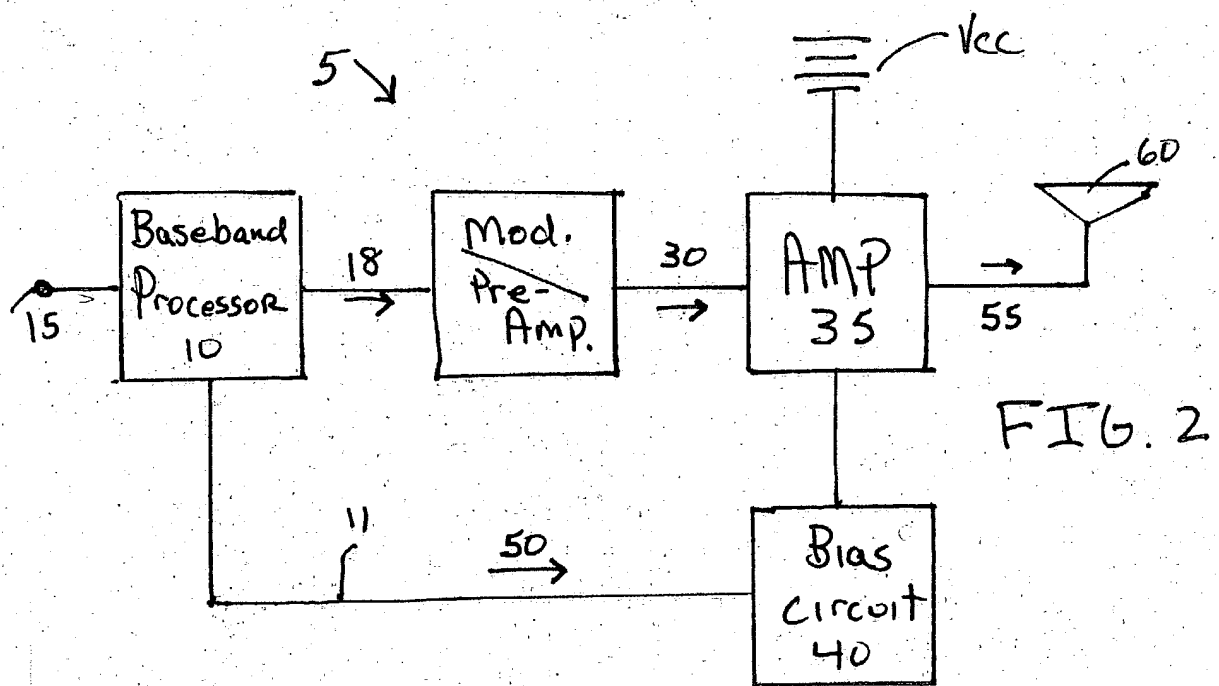 5
Vcc
60
Baseband
Processor
10
15
18
Mod.
Pre-
Amp.
30
AMP
35
55
FIG. 2
11
50
Bias
circuit
40